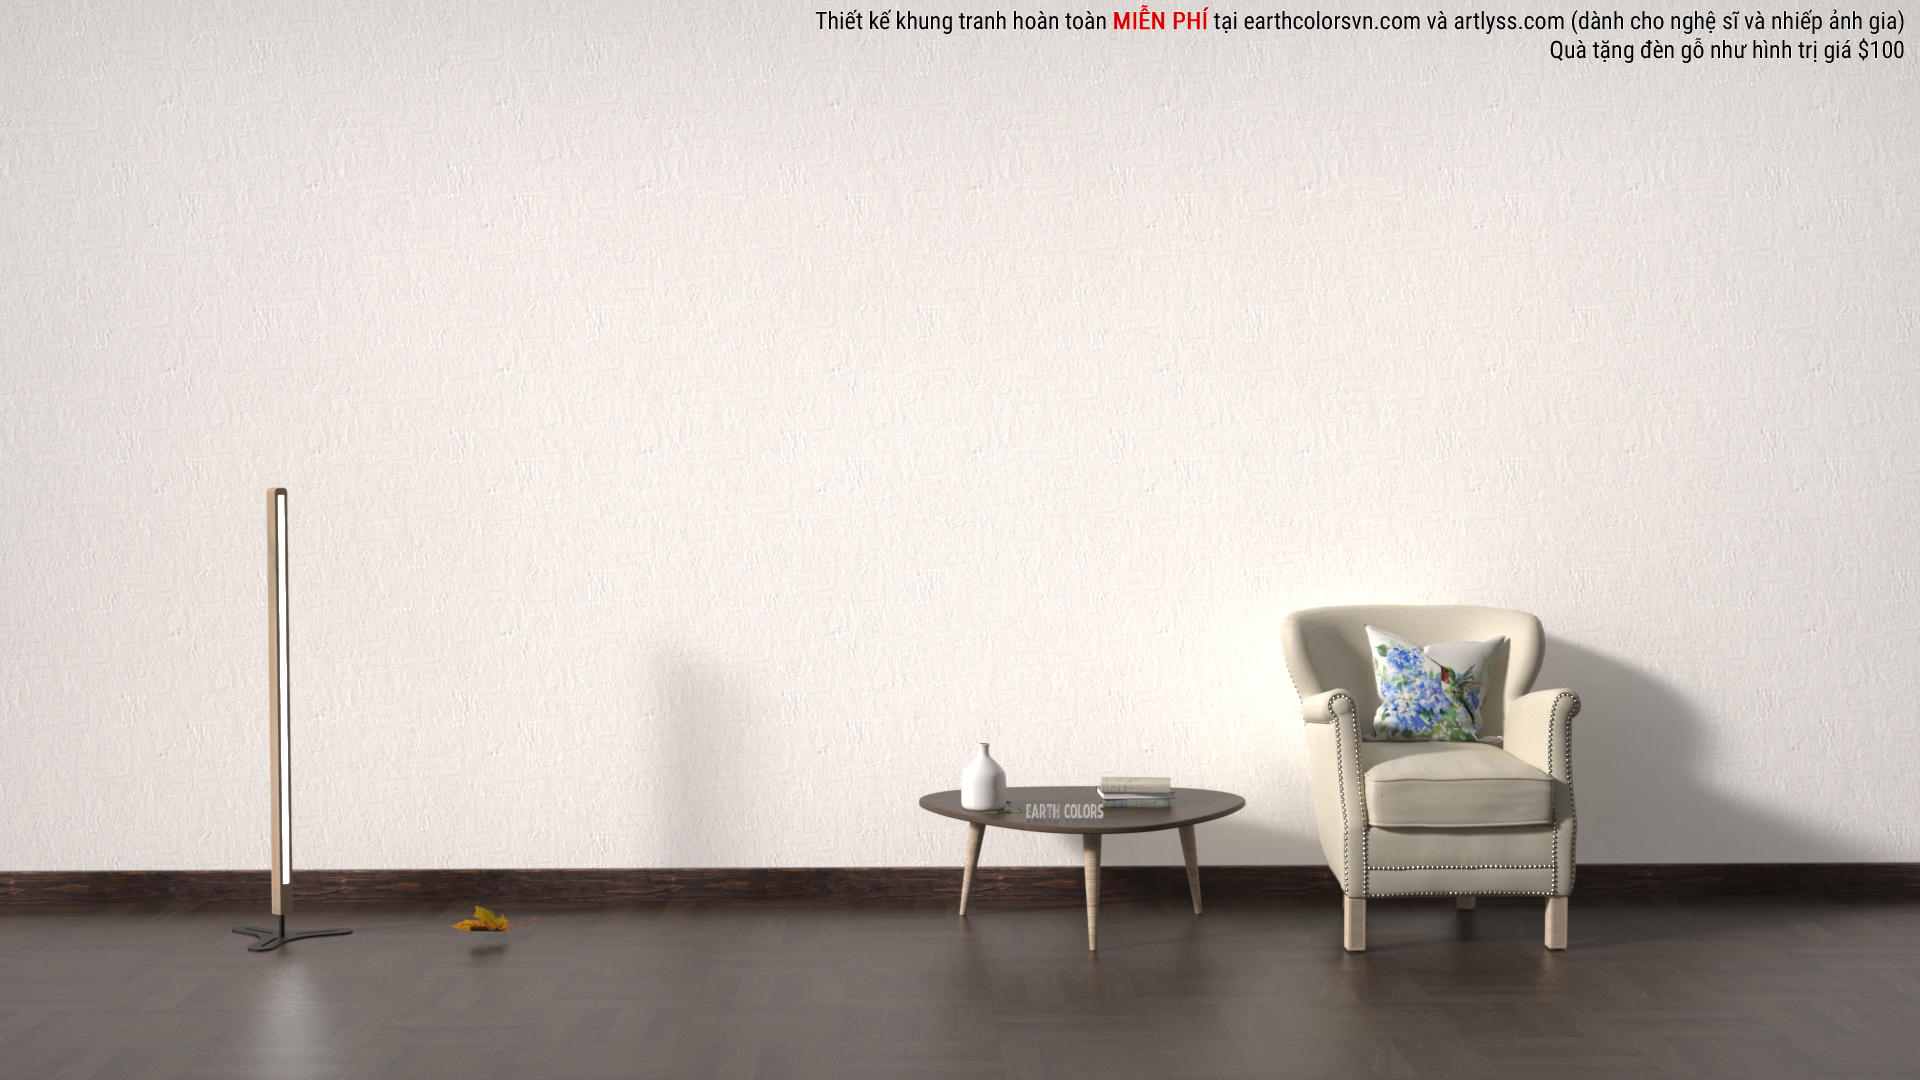 Thiết kế khung tranh hoàn toàn MIỄN PHÍ tại earthcolorsvn.com và artlyss.com (dành cho nghệ sĩ và nhiếp ảnh gia)
Quà tặng đèn gỗ như hình trị giá $100
EARTH COLORS